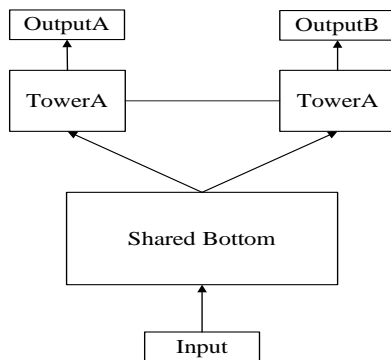 OutputA
OutputB
TowerA
TowerA
Shared Bottom
Input